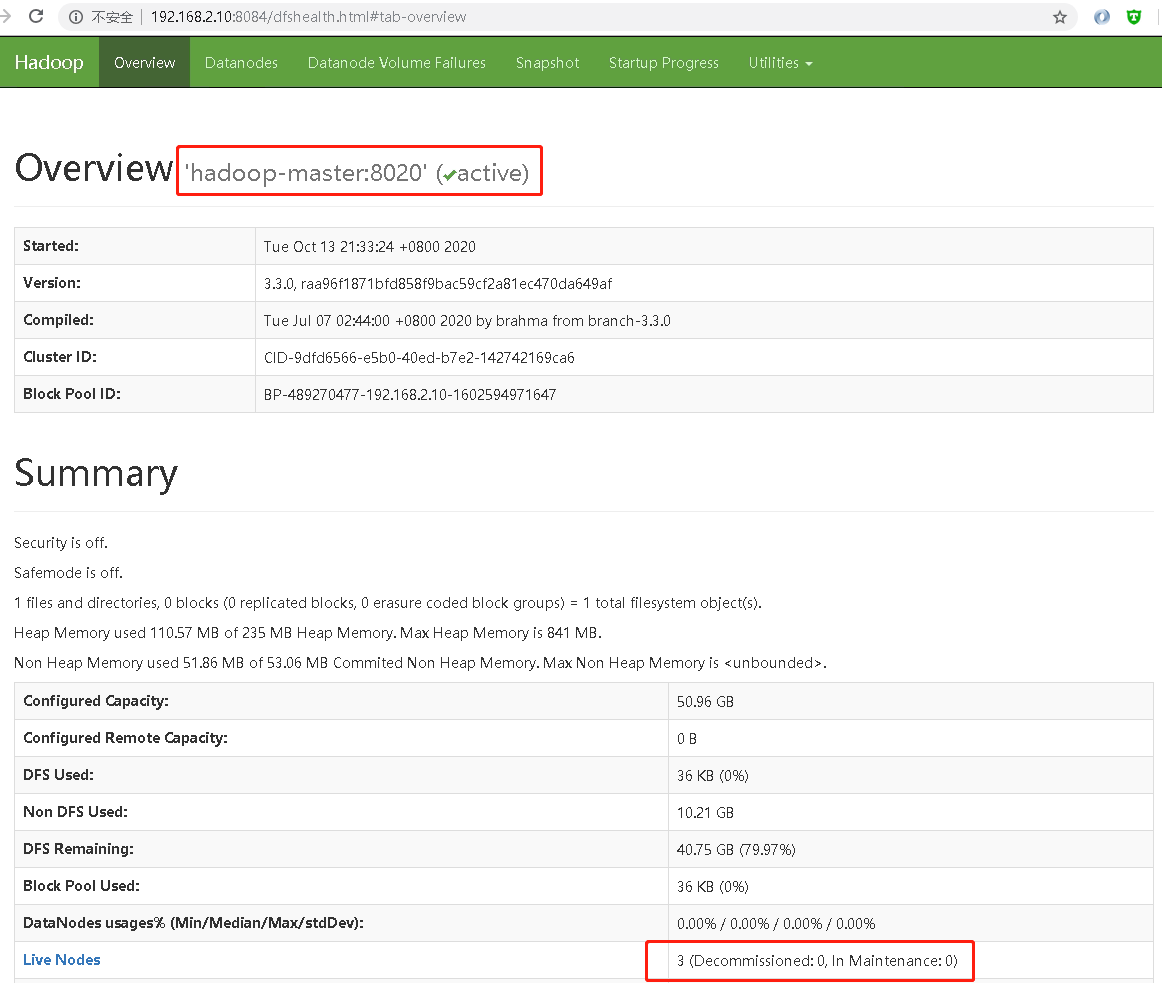 不安全 | 192.168.2.10:8084/dfshealth.html#tab-overview
Hadoop Overview Datanodes Datanode Volume Failures Snapshot Startup Progress Utilities
Overview 'hadoop-master:8020' (✔active)
Started: Tue Oct 13 21:33:24 +0800 2020
Version: 3.3.0, raa96f1871bfd858f9bac59cf2a81ec470da649af
Compiled: Tue Jul 07 02:44:00 +0800 2020 by brahma from branch-3.3.0
Cluster ID: CID-9dfd6566-e5b0-40ed-b7e2-142742169ca6
Block Pool ID: BP-489270477-192.168.2.10-1602594971647
Summary
Security is off.
Safemode is off.
1 files and directories, 0 blocks (0 replicated blocks, 0 erasure coded block groups) = 1 total filesystem object(s).
Heap Memory used 110.57 MB of 235 MB Heap Memory. Max Heap Memory is 841 MB.
Non Heap Memory used 51.86 MB of 53.06 MB Commited Non Heap Memory. Max Non Heap Memory is <unbounded>.
Configured Capacity: 50.96 GB
Configured Remote Capacity: 0 B
DFS Used: 36 KB (0%)
Non DFS Used: 10.21 GB
DFS Remaining: 40.75 GB (79.97%)
Block Pool Used: 36 KB (0%)
DataNodes usages% (Min/Median/Max/stdDev): 0.00% / 0.00% / 0.00% / 0.00%
Live Nodes 3 (Decommissioned: 0, In Maintenance: 0)